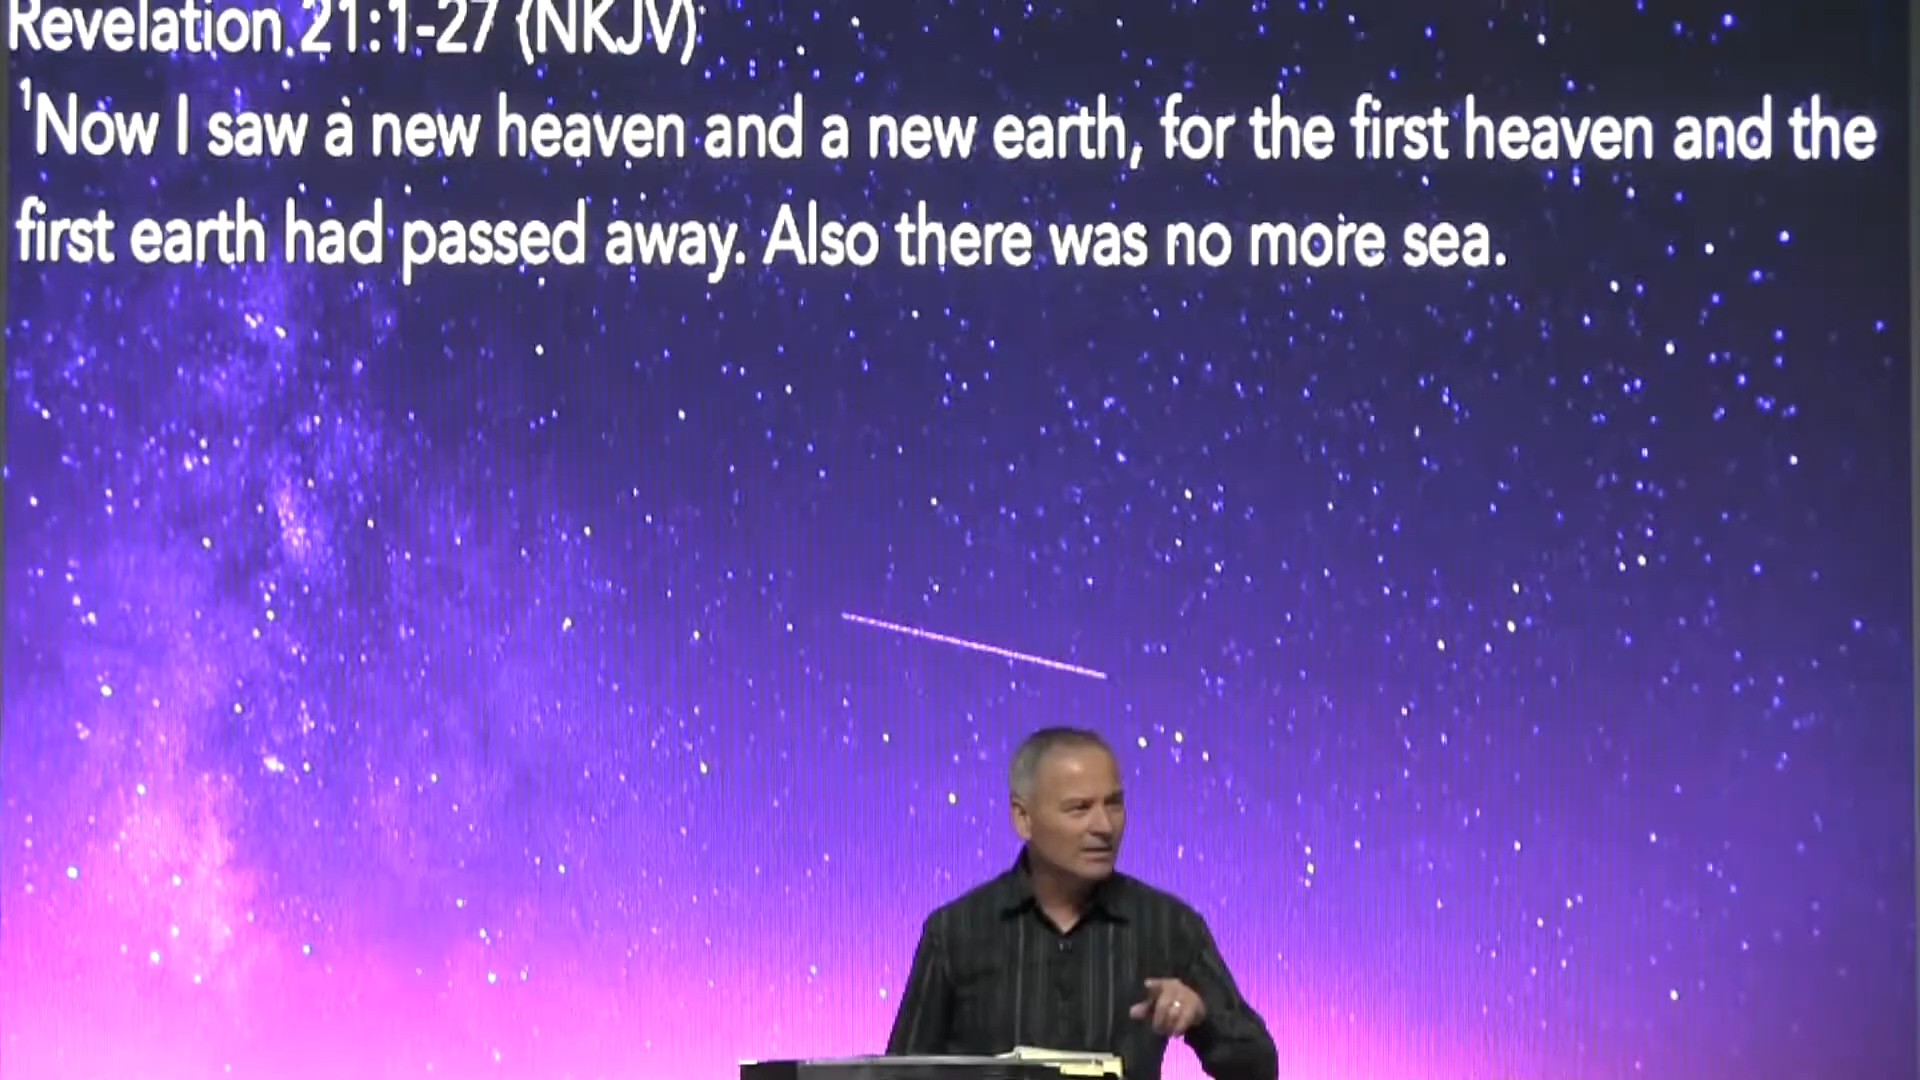 Revelation 21:1-27 (NKJV)
¹Now I saw a new heaven and a new earth, for the first heaven and the
first earth had passed away. Also there was no more sea.